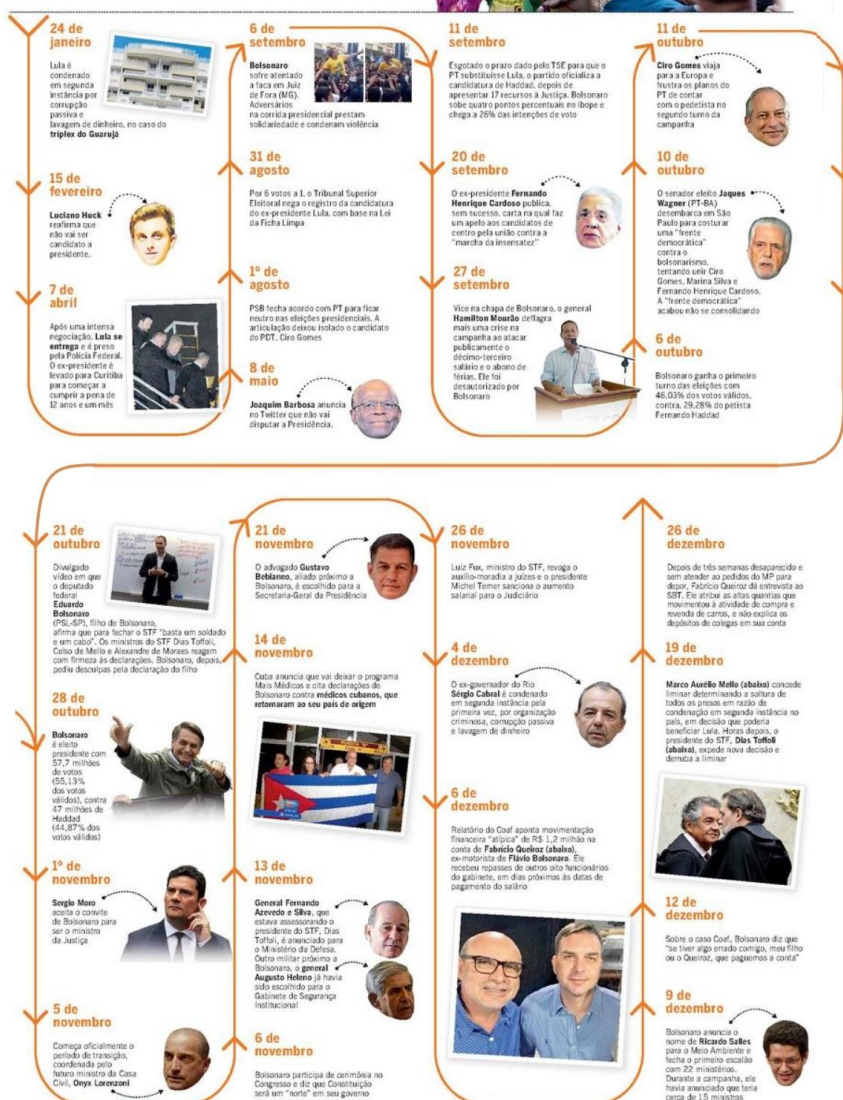 24 de
janeiro
Lula é
condenado
em segunda
instância por
corrupção
passiva e
lavagem de dinheiro, no caso do
tríplex do Guarujá
15 de
fevereiro
Luciano Huck
reafirma que
não vai ser
candidato a
presidente.
7 de
abril
Após uma intensa
negociação, Lula se
entrega e é preso
pela Polícia Federal.
O ex-presidente é
levado para Curitiba
para começar a
cumprir a pena de
12 anos e um mês
6 de
setembro
Bolsonaro
sofre atentado
a faca em Juiz
de Fora (MG).
Adversários
na corrida presidencial prestam
solidariedade e condenam violência
31 de
agosto
Por 6 votos a 1, o Tribunal Superior
Eleitoral nega o registro da candidatura
do ex-presidente Lula, com base na Lei
da Ficha Limpa
1º de
agosto
PSB fecha acordo com PT para ficar
neutro nas eleições presidenciais. A
articulação deixou isolado o candidato
do PDT, Ciro Gomes
8 de
maio
Joaquim Barbosa anuncia
no Twitter que não vai
disputar a Presidência.
11 de
setembro
Esgotado o prazo dado pelo TSE para que o
PT substituísse Lula, o partido oficializa a
candidatura de Haddad, depois de
apresentar 17 recursos à Justiça. Bolsonaro
sobe quatro pontos percentuais no Ibope e
chega a 26% das intenções de voto
20 de
setembro
O ex-presidente Fernando
Henrique Cardoso publica,
sem sucesso, carta na qual faz
um apelo aos candidatos de
centro pela união contra a
"marcha da insensatez"
27 de
setembro
Vice na chapa de Bolsonaro, o general
Hamilton Mourão deflagra
mais uma crise na
campanha ao atacar
publicamente o
décimo-terceiro
salário e o abono de
férias. Ele foi
desautorizado por
Bolsonaro
11 de
outubro
Ciro Gomes viaja
para a Europa e
frustra os planos do
PT de contar
com o pedetista no
segundo turno da
campanha
10 de
outubro
O senador eleito Jaques
Wagner (PT-BA)
desembarca em São
Paulo para costurar
uma "frente
democrática"
contra o
bolsonarismo,
tentando unir Ciro
Gomes, Marina Silva e
Fernando Henrique Cardoso.
A "frente democrática"
acabou não se consolidando
6 de
outubro
Bolsonaro ganha o primeiro
turno das eleições com
46,03% dos votos válidos,
contra, 29,28% do petista
Fernando Haddad
21 de
outubro
Divulgado
vídeo em que
o deputado
federal
Eduardo
Bolsonaro
(PSL-SP), filho de Bolsonaro,
afirma que para fechar o STF "basta um soldado
e um cabo". Os ministros do STF Dias Toffoli,
Celso de Mello e Alexandre de Moraes reagem
com firmeza às declarações. Bolsonaro, depois,
pediu desculpas pela declaração do filho
28 de
outubro
Bolsonaro
é eleito
presidente com
57,7 milhões
de votos
(55,13%
dos votos
válidos), contra
47 milhões de
Haddad
(44,87% dos
votos válidos)
1º de
novembro
Sergio Moro
aceita o convite
de Bolsonaro para
ser o ministro
da Justiça
5 de
novembro
Começa oficialmente o
período de transição,
coordenada pelo
futuro ministro da Casa
Civil, Onyx Lorenzoni
21 de
novembro
O advogado Gustavo
Bebianno, aliado próximo a
Bolsonaro, é escolhido para a
Secretaria-Geral da Presidência
14 de
novembro
Cuba anuncia que vai deixar o programa
Mais Médicos e cita declarações de
Bolsonaro contra médicos cubanos, que
retornaram ao seu país de origem
13 de
novembro
General Fernando
Azevedo e Silva, que
estava assessorando o
presidente do STF, Dias
Toffoli, é anunciado para
o Ministério da Defesa.
Outro militar próximo a
Bolsonaro, o general
Augusto Heleno já havia
sido escolhido para o
Gabinete de Segurança
Institucional
6 de
novembro
Bolsonaro participa de cerimônia no
Congresso e diz que Constituição
será um "norte" em seu governo
26 de
novembro
Luiz Fux, ministro do STF, revoga o
auxílio-moradia a juízes e o presidente
Michel Temer sanciona o aumento
salarial para o Judiciário
4 de
dezembro
O ex-governador do Rio
Sérgio Cabral é condenado
em segunda instância pela
primeira vez, por organização
criminosa, corrupção passiva
e lavagem de dinheiro
6 de
dezembro
Relatório do Coaf aponta movimentação
financeira "atípica" de R$ 1,2 milhão na
conta de Fabrício Queiroz (abaixo),
ex-motorista de Flávio Bolsonaro. Ele
recebeu repasses de outros oito funcionários
do gabinete, em dias próximos às datas de
pagamento do salário
26 de
dezembro
Depois de três semanas desaparecido e
sem atender ao pedidos do MP para
depor, Fabrício Queiroz dá entrevista ao
SBT. Ele atribui as altas quantias que
movimentou à atividade de compra e
revenda de carros, e não explica os
depósitos de colegas em sua conta
19 de
dezembro
Marco Aurélio Mello (abaixo) concede
liminar determinando a soltura de
todos os presos em razão de
condenação em segunda instância no
país, em decisão que poderia
beneficiar Lula. Horas depois, o
presidente do STF, Dias Toffoli
(abaixo), expede nova decisão e
derruba a liminar
12 de
dezembro
Sobre o caso Coaf, Bolsonaro diz que
"se tiver algo errado comigo, meu filho
ou o Queiroz, que paguemos a conta"
9 de
dezembro
Bolsonaro anuncia o
nome de Ricardo Salles
para o Meio Ambiente e
fecha o primeiro escalão
com 22 ministérios.
Durante a campanha, ele
havia anunciado que teria
cerca de 15 ministros